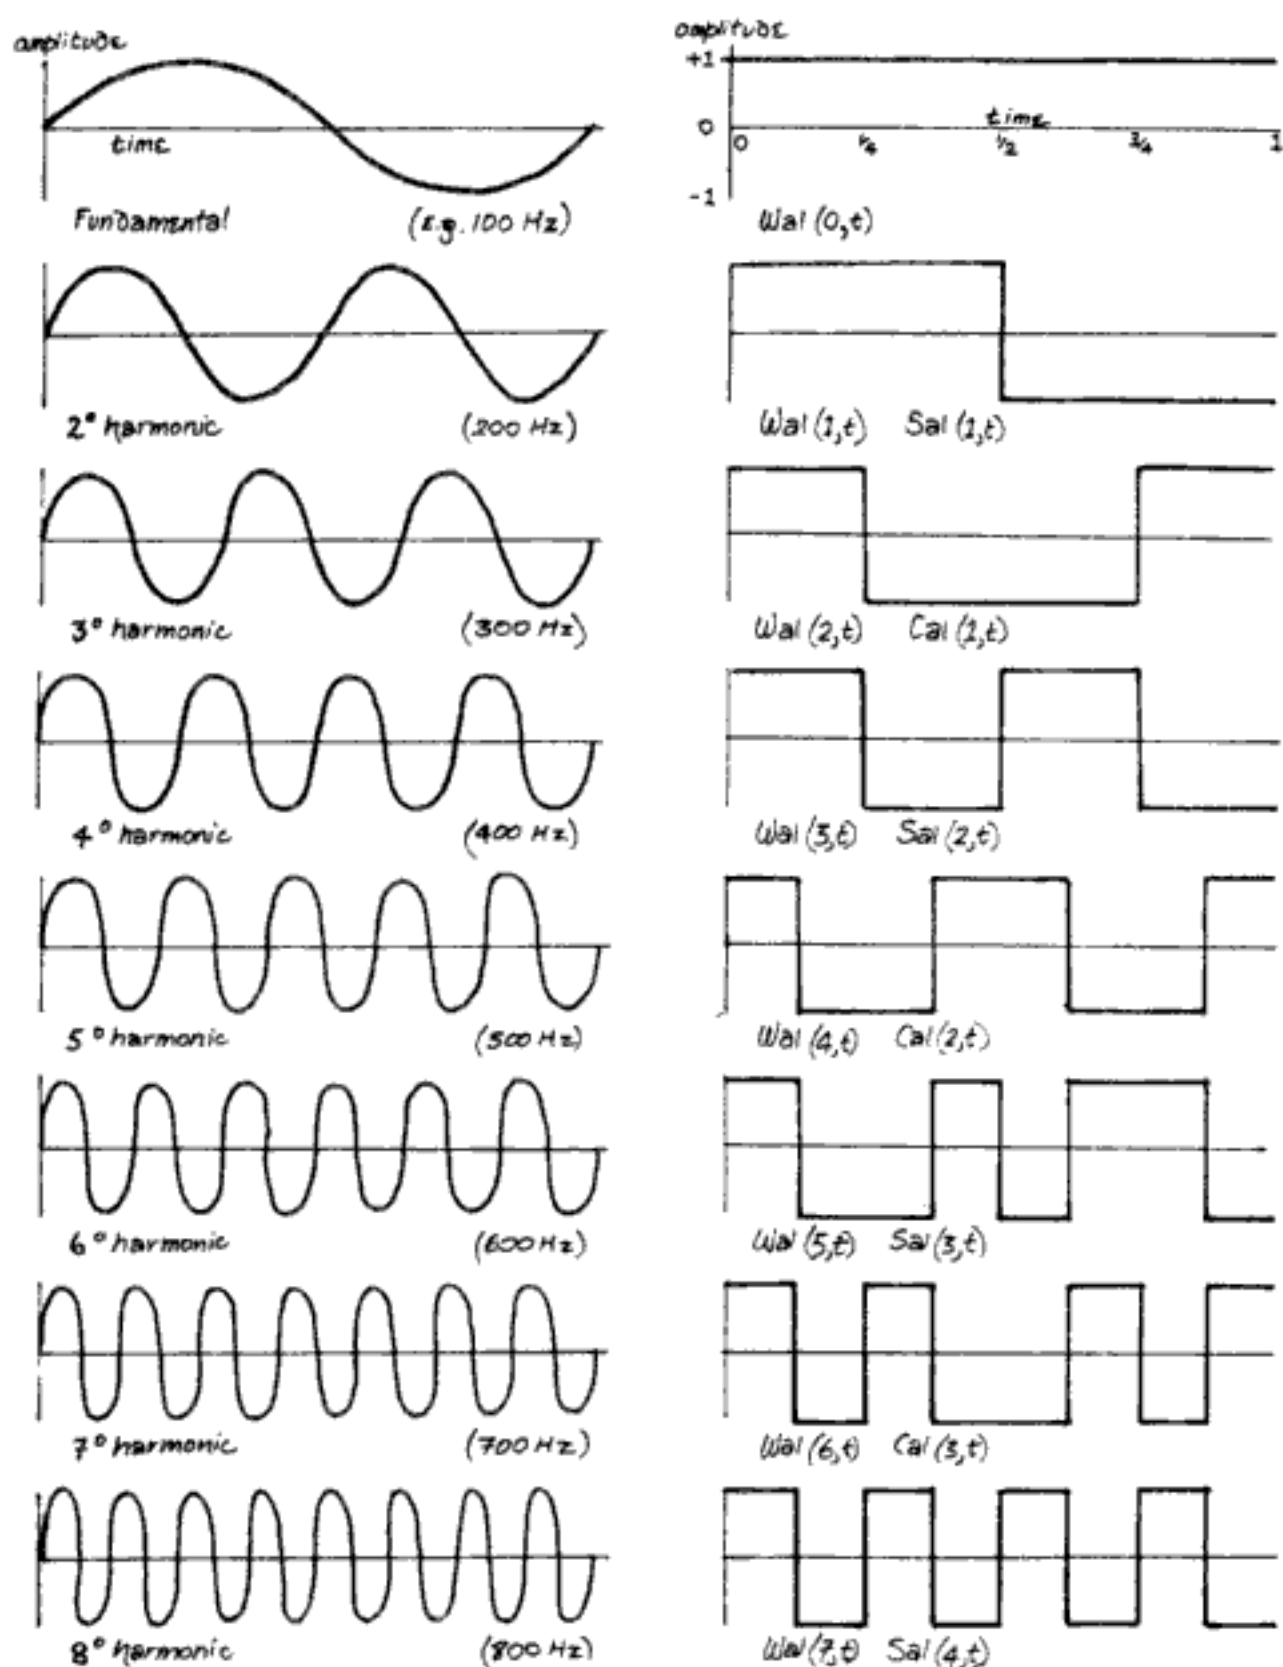 amplitude
time
Fundamental (E.g. 100 Hz)
2° harmonic (200 Hz)
3° harmonic (300 Hz)
4° harmonic (400 Hz)
5° harmonic (500 Hz)
6° harmonic (600 Hz)
7° harmonic (700 Hz)
8° harmonic (800 Hz)
amplitude
+1
time
0
0 1/4 1/2 3/4 1
-1
Wal(0,t)
Wal(1,t) Sal(1,t)
Wal(2,t) Cal(1,t)
Wal(3,t) Sal(2,t)
Wal(4,t) Cal(2,t)
Wal(5,t) Sal(3,t)
Wal(6,t) Cal(3,t)
Wal(7,t) Sal(4,t)